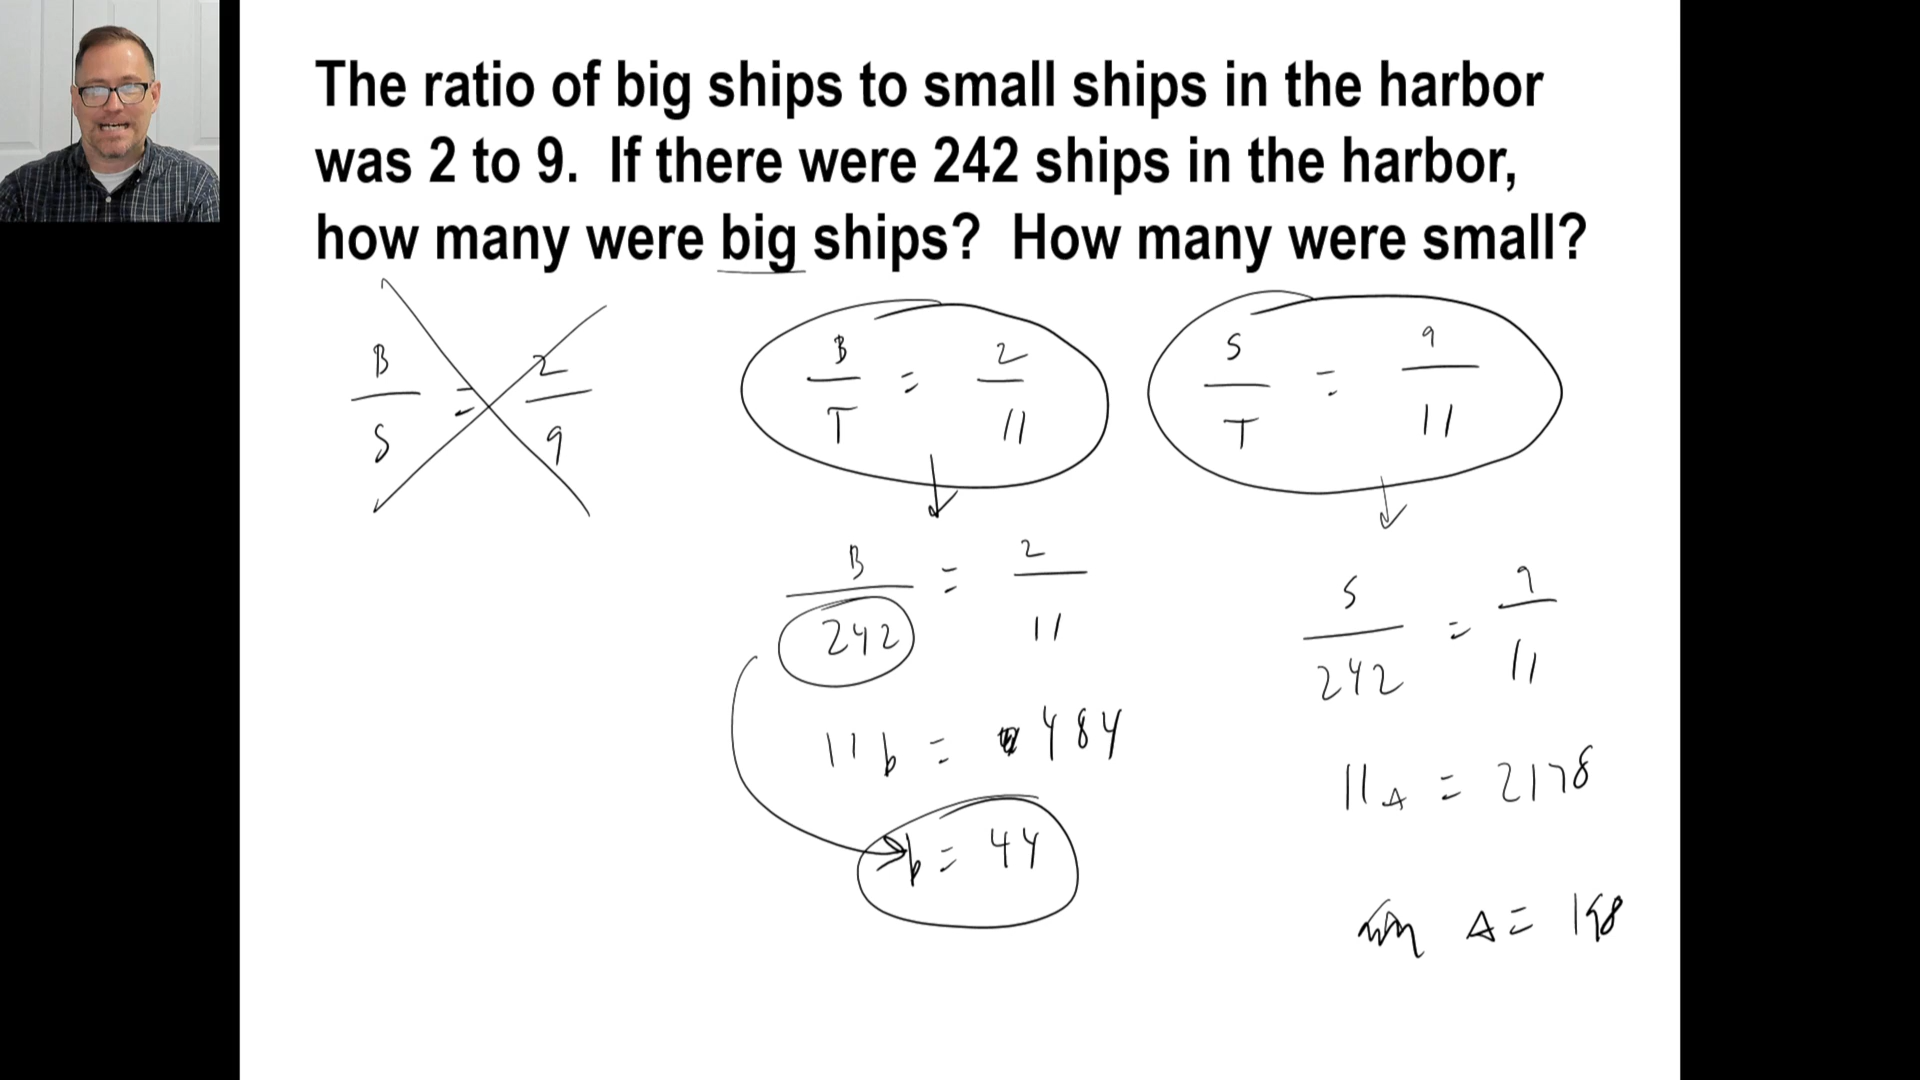 The ratio of big ships to small ships in the harbor
was 2 to 9. If there were 242 ships in the harbor,
how many were big ships? How many were small?
B/S = 2/9
B/T = 2/11
S/T = 9/11
B/242 = 2/11
11b = 484
b = 44
S/242 = 9/11
11s = 2178
s = 198